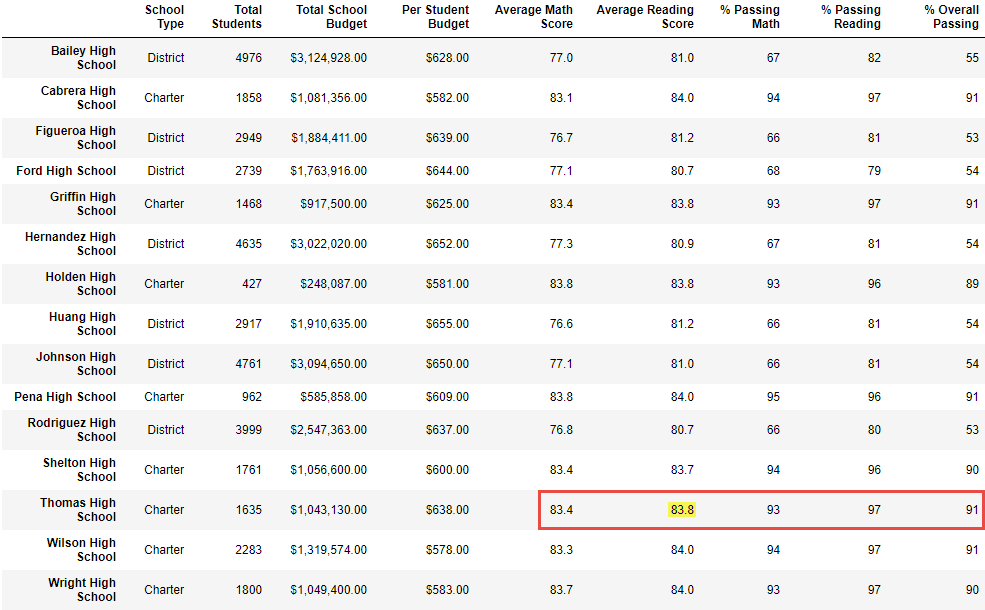 School Type Total Students Total School Budget Per Student Budget Average Math Score Average Reading Score % Passing Math % Passing Reading % Overall Passing
Bailey High School District 4976 $3,124,928.00 $628.00 77.0 81.0 67 82 55
Cabrera High School Charter 1858 $1,081,356.00 $582.00 83.1 84.0 94 97 91
Figueroa High School District 2949 $1,884,411.00 $639.00 76.7 81.2 66 81 53
Ford High School District 2739 $1,763,916.00 $644.00 77.1 80.7 68 79 54
Griffin High School Charter 1468 $917,500.00 $625.00 83.4 83.8 93 97 91
Hernandez High School District 4635 $3,022,020.00 $652.00 77.3 80.9 67 81 54
Holden High School Charter 427 $248,087.00 $581.00 83.8 83.8 93 96 89
Huang High School District 2917 $1,910,635.00 $655.00 76.6 81.2 66 81 54
Johnson High School District 4761 $3,094,650.00 $650.00 77.1 81.0 66 81 54
Pena High School Charter 962 $585,858.00 $609.00 83.8 84.0 95 96 91
Rodriguez High School District 3999 $2,547,363.00 $637.00 76.8 80.7 66 80 53
Shelton High School Charter 1761 $1,056,600.00 $600.00 83.4 83.7 94 96 90
Thomas High School Charter 1635 $1,043,130.00 $638.00 83.4 83.8 93 97 91
Wilson High School Charter 2283 $1,319,574.00 $578.00 83.3 84.0 94 97 91
Wright High School Charter 1800 $1,049,400.00 $583.00 83.7 84.0 93 97 90